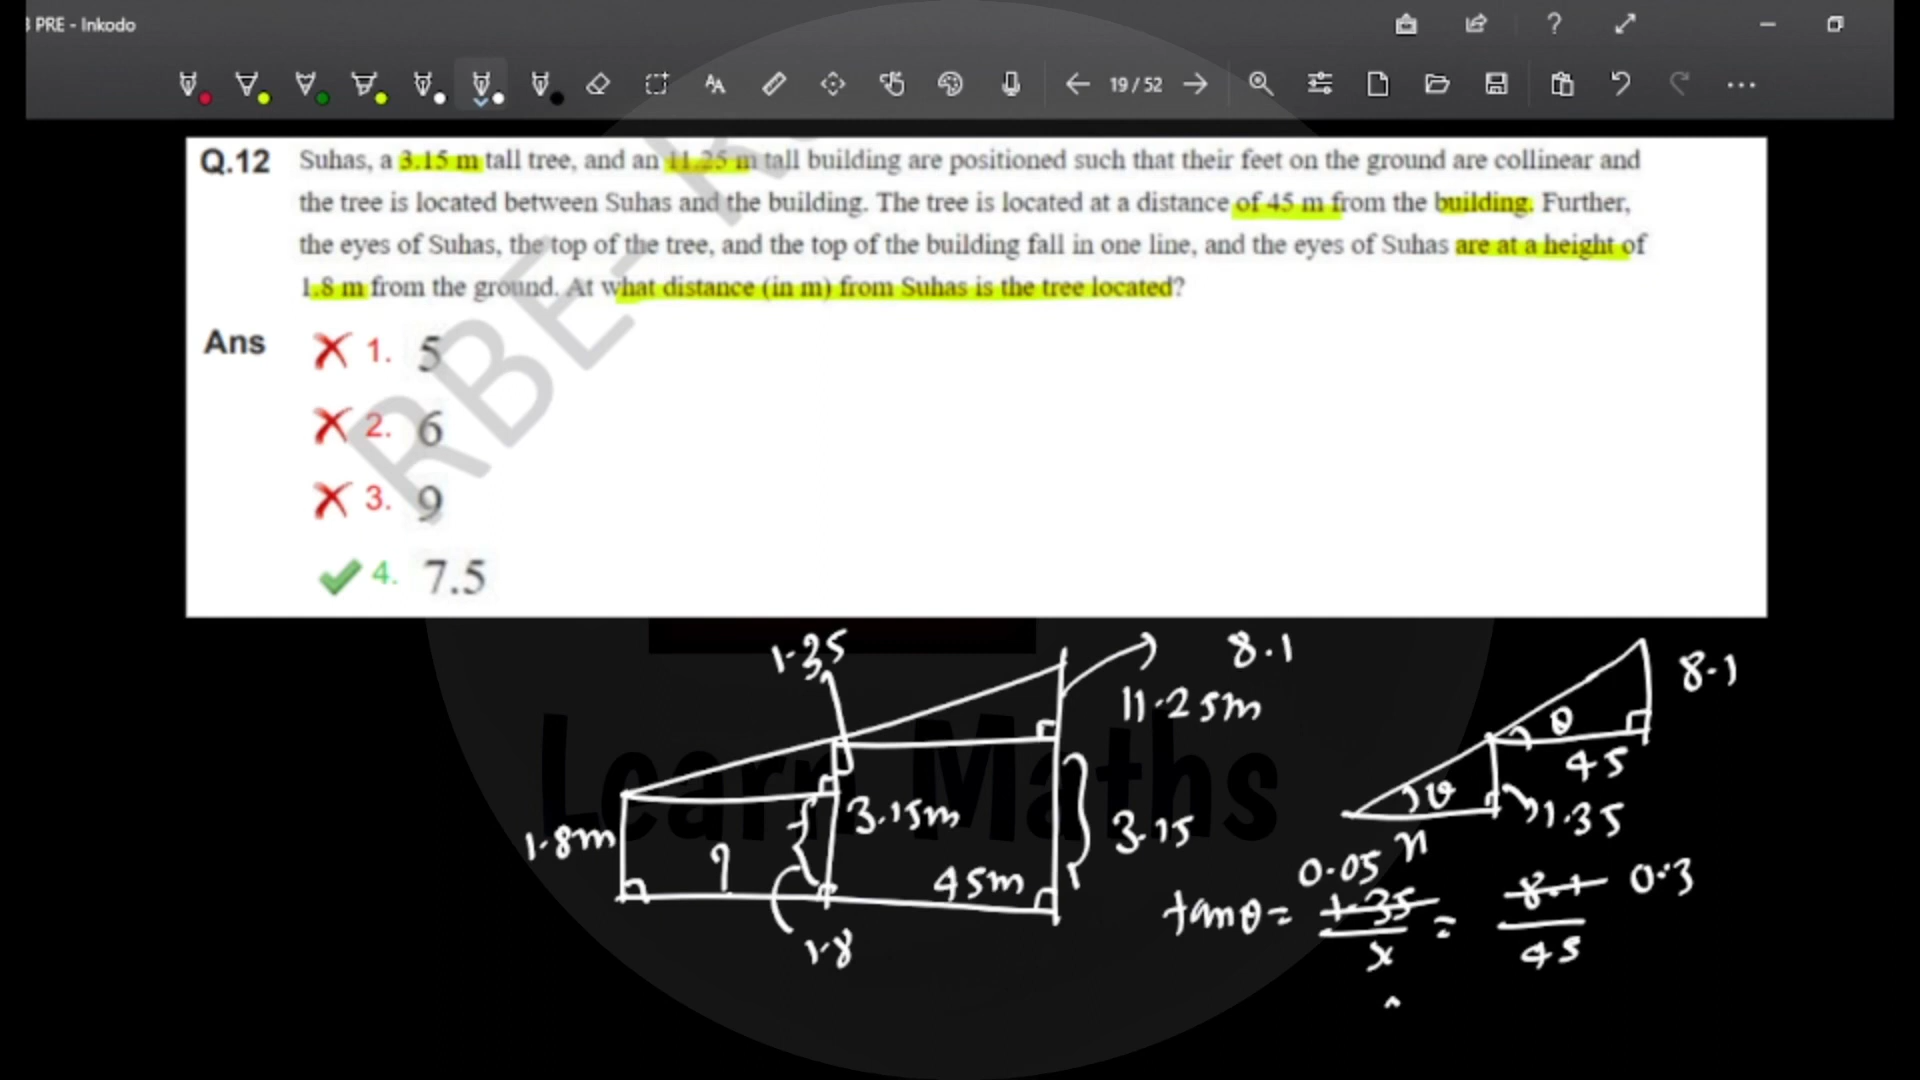 PRE - Inkodo
19 / 52
Q.12 Suhas, a 3.15 m tall tree, and an 11.25 m tall building are positioned such that their feet on the ground are collinear and
the tree is located between Suhas and the building. The tree is located at a distance of 45 m from the building. Further,
the eyes of Suhas, the top of the tree, and the top of the building fall in one line, and the eyes of Suhas are at a height of
1.8 m from the ground. At what distance (in m) from Suhas is the tree located?
Ans
1. 5
2. 6
3. 9
4. 7.5
RBE
Learn Maths
1.35
8.1
11.25m
1.8m
?
3.15m
45m
3.15
1.8
8.1
θ
45
θ
1.35
x
0.05
tanθ = 1.35/x = 8.1/45
0.3